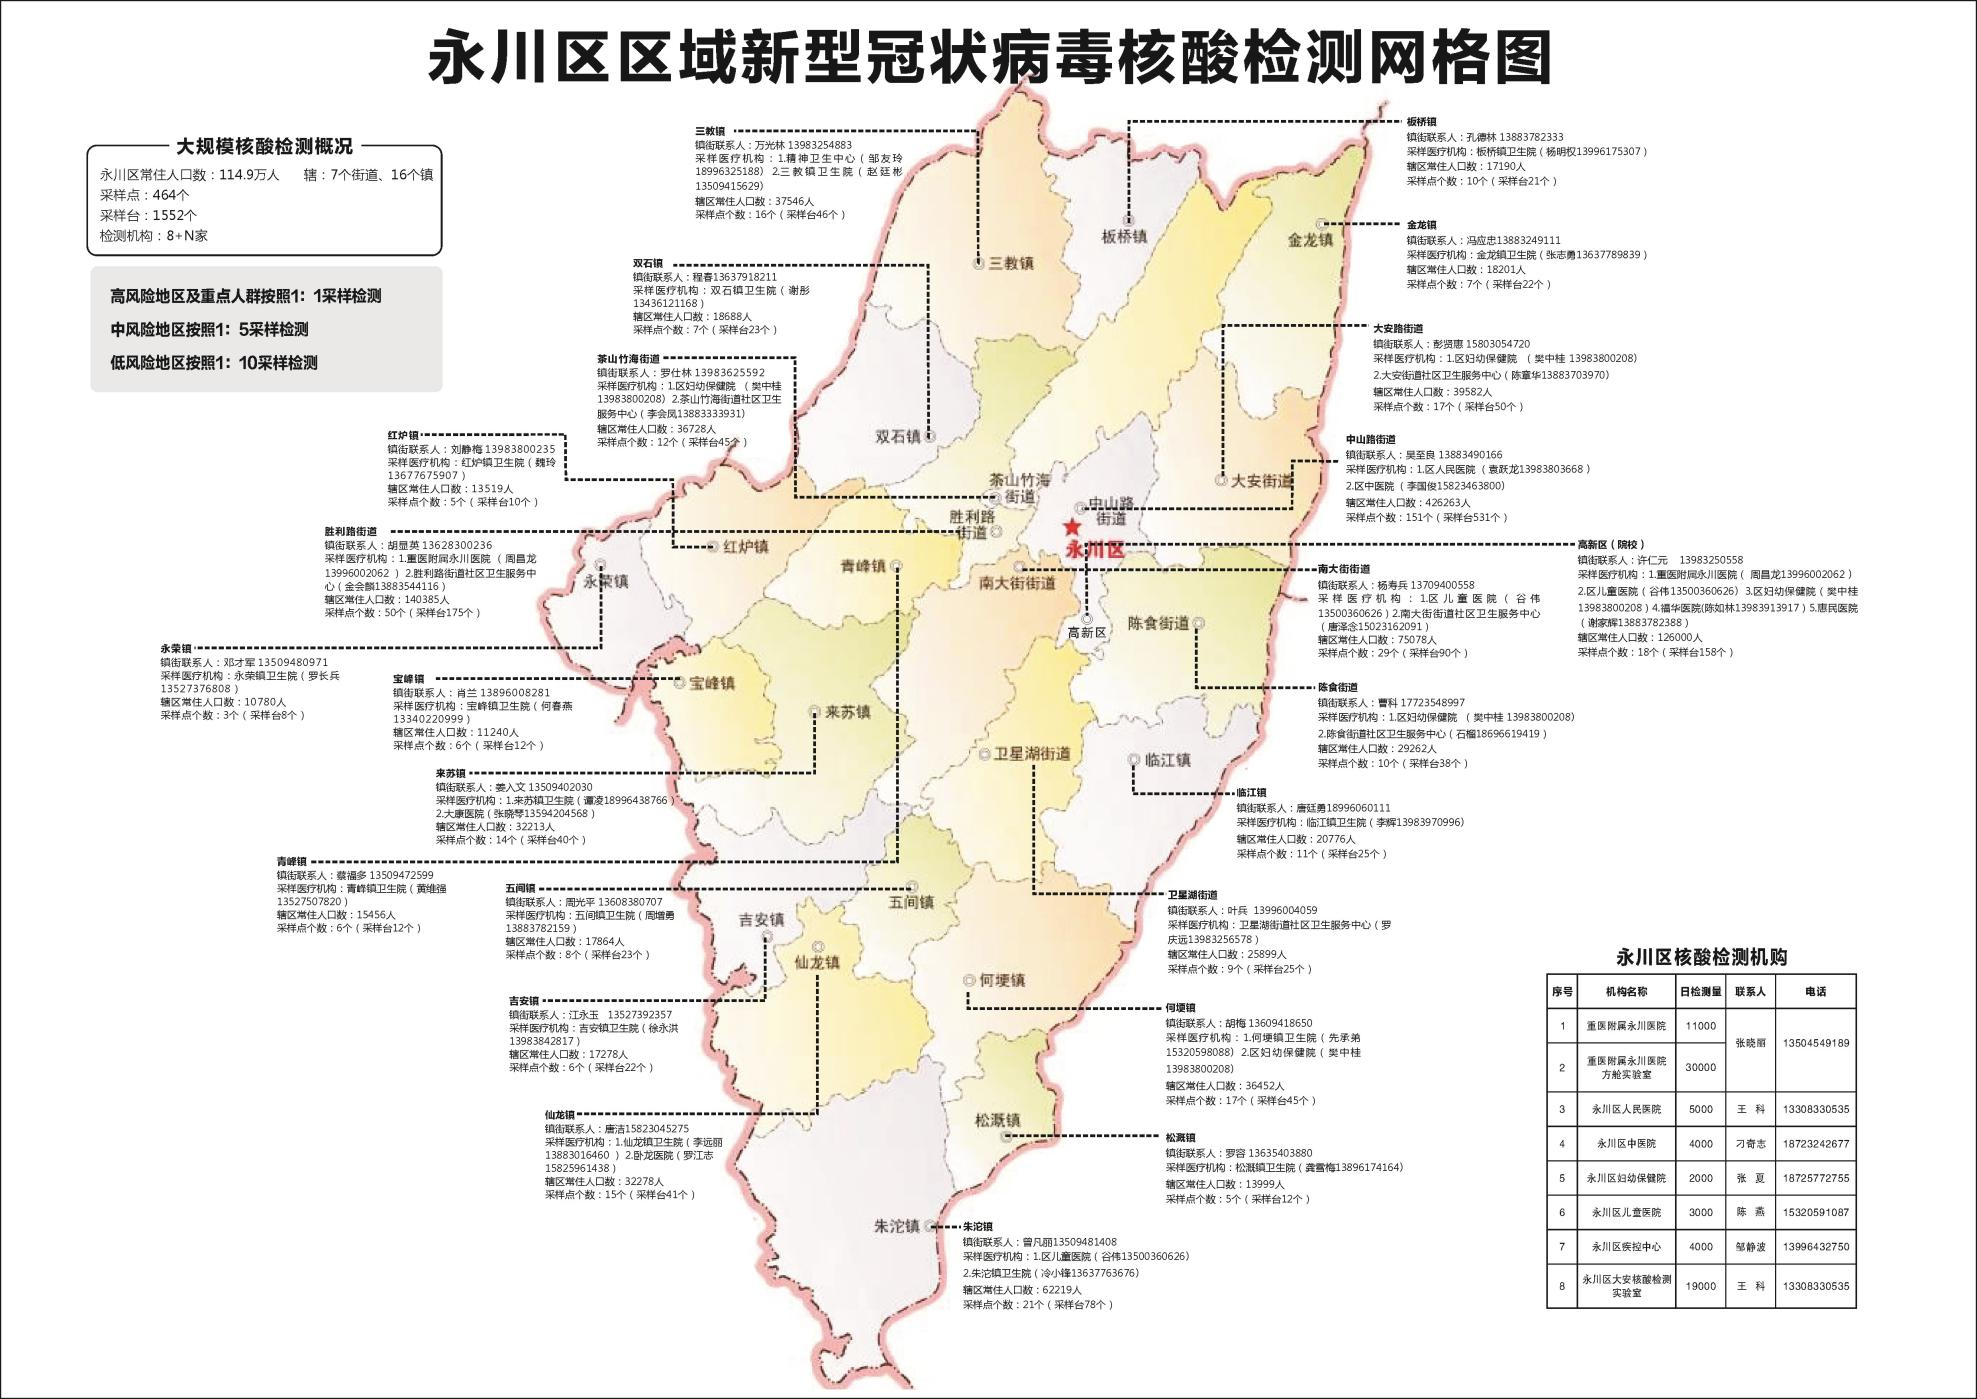 永川区区域新型冠状病毒核酸检测网格图
大规模核酸检测概况
永川区常住人口数：114.9万人 辖：7个街道、16个镇
采样点：464个
采样台：1552个
检测机构：8+N家
高风险地区及重点人群按照1：1采样检测
中风险地区按照1：5采样检测
低风险地区按照1：10采样检测
三教镇
镇街联系人：万光林 13983254883
采样医疗机构：1.精神卫生中心（邹友玲
18996325188）2.三教镇卫生院（赵廷彬
13509415629）
辖区常住人口数：37546人
采样点个数：16个（采样台46个）
双石镇
镇街联系人：程春13637918211
采样医疗机构：双石镇卫生院（谢彤
13436121168）
辖区常住人口数：18688人
采样点个数：7个（采样台23个）
茶山竹海街道
镇街联系人：罗仕林 13983625592
采样医疗机构：1.区妇幼保健院 （樊中桂
13983800208）2.茶山竹海街道社区卫生
服务中心（李会凤13883333931）
辖区常住人口数：36728人
采样点个数：12个（采样台45个）
红炉镇
镇街联系人：刘静梅 13983800235
采样医疗机构：红炉镇卫生院（魏玲
13677675907）
辖区常住人口数：13519人
采样点个数：5个（采样台10个）
胜利路街道
镇街联系人：胡显英 13628300236
采样医疗机构：1.重医附属永川医院（周昌龙
13996002062 ）2.胜利路街道社区卫生服务中
心（金会麟13883544116）
辖区常住人口数：140385人
采样点个数：50个（采样台175个）
永荣镇
镇街联系人：邓才军 13509480971
采样医疗机构：永荣镇卫生院（罗长兵
13527376808）
辖区常住人口数：10780人
采样点个数：3个（采样台8个）
宝峰镇
镇街联系人：肖兰 13896008281
采样医疗机构：宝峰镇卫生院（何春燕
13340220999）
辖区常住人口数：11240人
采样点个数：6个（采样台12个）
来苏镇
镇街联系人：姜入文 13509402030
采样医疗机构：1.来苏镇卫生院（谭凌18996438766）
2.大康医院（张晓琴13594204568）
辖区常住人口数：32213人
采样点个数：14个（采样台40个）
青峰镇
镇街联系人：蔡福多 13509472599
采样医疗机构：青峰镇卫生院（黄维强
13527507820）
辖区常住人口数：15456人
采样点个数：6个（采样台12个）
五间镇
镇街联系人：周光平 13608380707
采样医疗机构：五间镇卫生院（周增勇
13883782159）
辖区常住人口数：17864人
采样点个数：8个（采样台23个）
吉安镇
镇街联系人：江永玉 13527392357
采样医疗机构：吉安镇卫生院（徐永洪
13983842817）
辖区常住人口数：17278人
采样点个数：6个（采样台22个）
仙龙镇
镇街联系人：唐洁15823045275
采样医疗机构：1.仙龙镇卫生院（李远丽
13883016460 ）2.卧龙医院（罗江志
15825961438）
辖区常住人口数：32278人
采样点个数：15个（采样台41个）
三教镇
板桥镇
金龙镇
双石镇
茶山竹海
街道
胜利路
街道
中山路
街道
大安街道
永川区
红炉镇
永荣镇
青峰镇
南大街街道
高新区
陈食街道
宝峰镇
来苏镇
卫星湖街道
临江镇
五间镇
吉安镇
仙龙镇
何埂镇
松溉镇
朱沱镇
板桥镇
镇街联系人：孔德林 13883782333
采样医疗机构：板桥镇卫生院（杨明权13996175307）
辖区常住人口数：17190人
采样点个数：10个（采样台21个）
金龙镇
镇街联系人：冯应忠13883249111
采样医疗机构：金龙镇卫生院（张志勇13637789839）
辖区常住人口数：18201人
采样点个数：7个（采样台22个）
大安路街道
镇街联系人：彭贤惠 15803054720
采样医疗机构：1.区妇幼保健院 （樊中桂 13983800208）
2.大安街道社区卫生服务中心（陈章华13883703970）
辖区常住人口数：39582人
采样点个数：17个（采样台50个）
中山路街道
镇街联系人：吴至良 13883490166
采样医疗机构：1.区人民医院（袁跃龙13983803668）
2.区中医院（李国俊15823463800）
辖区常住人口数：426263人
采样点个数：151个（采样台531个）
高新区（院校）
镇街联系人：许仁元 13983250558
采样医疗机构：1.重医附属永川医院（ 周昌龙13996002062）
2.区儿童医院（谷伟13500360626）3.区妇幼保健院（樊中桂
13983800208）4.福华医院(陈如林13983913917）5.惠民医院
（谢家辉13883782388）
辖区常住人口数：126000人
采样点个数：18个（采样台158个）
南大街街道
镇街联系人：杨寿兵 13709400558
采样医疗机构：1.区儿童医院（谷伟
13500360626）2.南大街街道社区卫生服务中心
（唐泽念15023162091）
辖区常住人口数：75078人
采样点个数：29个（采样台90个）
陈食街道
镇街联系人：曹科 17723548997
采样医疗机构：1.区妇幼保健院 （樊中桂 13983800208）
2.陈食街道社区卫生服务中心（石榴18696619419）
辖区常住人口数：29262人
采样点个数：10个（采样台38个）
临江镇
镇街联系人：唐廷勇18996060111
采样医疗机构：临江镇卫生院（李辉13983970996）
辖区常住人口数：20776人
采样点个数：11个（采样台25个）
卫星湖街道
镇街联系人：叶兵 13996004059
采样医疗机构：卫星湖街道社区卫生服务中心（罗
庆远13983256578）
辖区常住人口数：25899人
采样点个数：9个（采样台25个）
何埂镇
镇街联系人：胡梅 13609418650
采样医疗机构：1.何埂镇卫生院（先承弟
15320598088）2.区妇幼保健院（樊中桂
13983800208）
辖区常住人口数：36452人
采样点个数：17个（采样台45个）
松溉镇
镇街联系人：罗容 13635403880
采样医疗机构：松溉镇卫生院（龚雪梅13896174164）
辖区常住人口数：13999人
采样点个数：5个（采样台12个）
朱沱镇
镇街联系人：曾凡丽13509481408
采样医疗机构：1.区儿童医院（谷伟13500360626）
2.朱沱镇卫生院（冷小锋13637763676）
辖区常住人口数：62219人
采样点个数：21个（采样台78个）
永川区核酸检测机购
序号 机构名称 日检测量 联系人 电话
1 重医附属永川医院 11000 张晓丽 13504549189
2 重医附属永川医院方舱实验室 30000
3 永川区人民医院 5000 王 科 13308330535
4 永川区中医院 4000 刁奇志 18723242677
5 永川区妇幼保健院 2000 张 夏 18725772755
6 永川区儿童医院 3000 陈 燕 15320591087
7 永川区疾控中心 4000 邹静波 13996432750
8 永川区大安核酸检测实验室 19000 王 科 13308330535